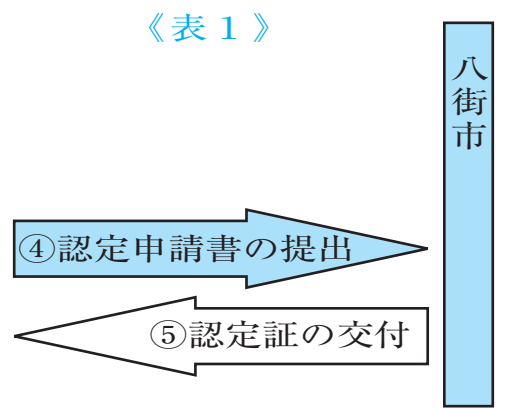 《表１》
八街市
④認定申請書の提出
⑤認定証の交付